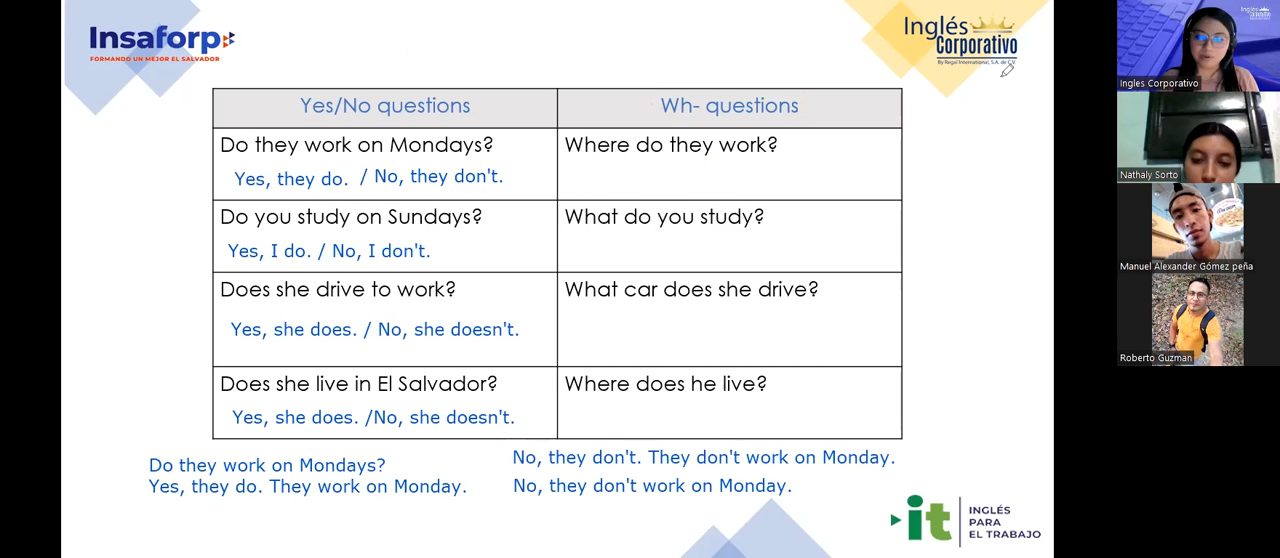 Insaforp
FORMANDO UN MEJOR EL SALVADOR
Inglés
Corporativo
By Regal International, S.A. de C.V.
Yes/No questions
Wh- questions
Do they work on Mondays?
Where do they work?
Yes, they do. / No, they don't.
Do you study on Sundays?
What do you study?
Yes, I do. / No, I don't.
Does she drive to work?
What car does she drive?
Yes, she does. / No, she doesn't.
Does she live in El Salvador?
Where does he live?
Yes, she does. /No, she doesn't.
Do they work on Mondays?
Yes, they do. They work on Monday.
No, they don't. They don't work on Monday.
No, they don't work on Monday.
it
INGLÉS
PARA
EL TRABAJO
Ingles Corporativo
Nathaly Sorto
Manuel Alexander Gómez peña
Roberto Guzman